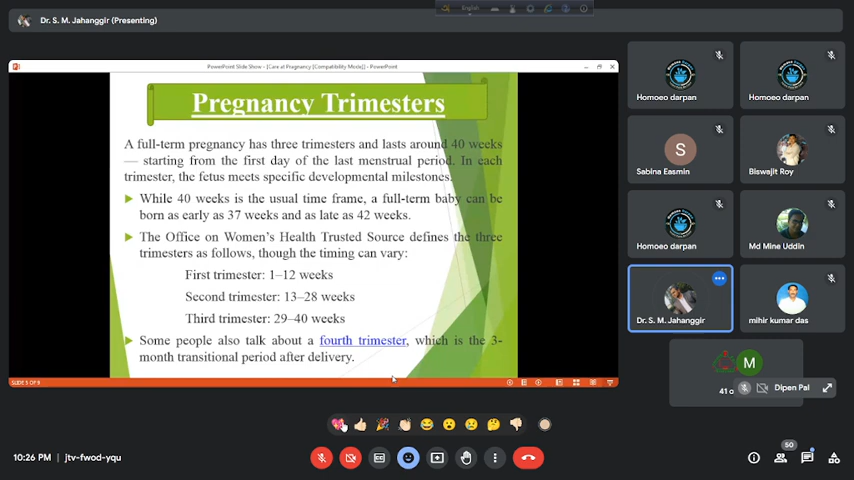 English
Dr. S. M. Jahanggir (Presenting)
PowerPoint Slide Show - [Care at Pregnancy [Compatibility Mode]] - PowerPoint
Pregnancy Trimesters
A full-term pregnancy has three trimesters and lasts around 40 weeks
— starting from the first day of the last menstrual period. In each
trimester, the fetus meets specific developmental milestones.
While 40 weeks is the usual time frame, a full-term baby can be
born as early as 37 weeks and as late as 42 weeks.
The Office on Women's Health Trusted Source defines the three
trimesters as follows, though the timing can vary:
First trimester: 1–12 weeks
Second trimester: 13–28 weeks
Third trimester: 29–40 weeks
Some people also talk about a fourth trimester, which is the 3-
month transitional period after delivery.
SLIDE 5 OF 9
Homoeo darpan
Homoeo darpan
S
Sabina Easmin
Biswajit Roy
Homoeo darpan
Md Mine Uddin
Dr. S. M. Jahanggir
mihir kumar das
M
41 o
Dipen Pal
10:26 PM
jtv-fwod-yqu
50